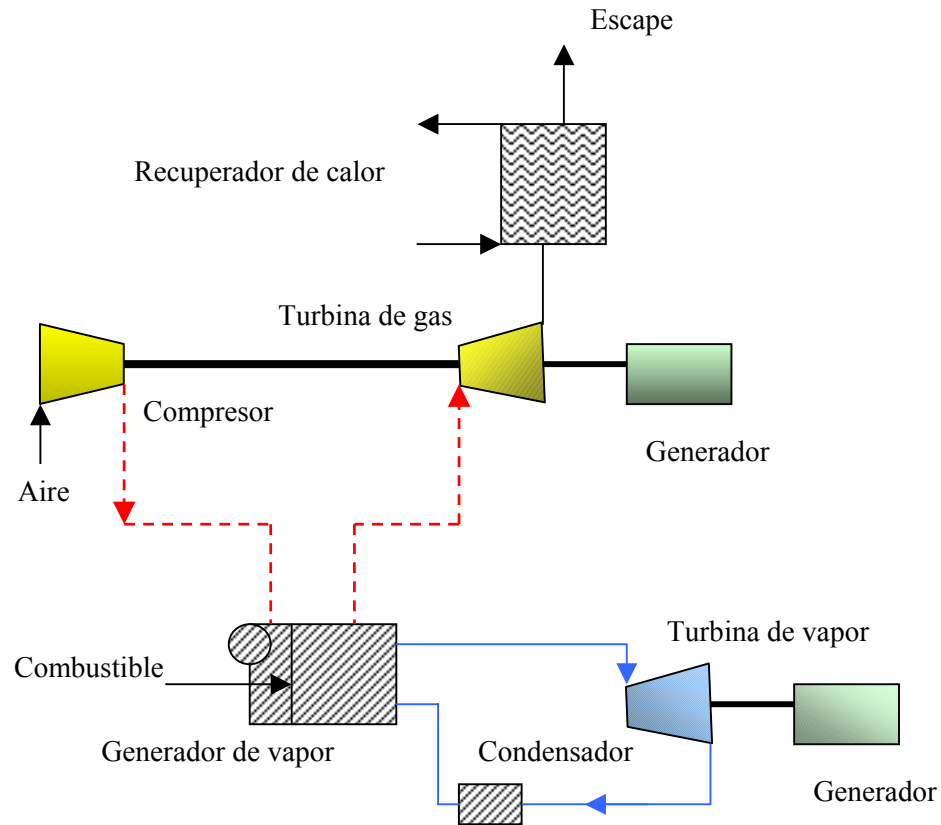 Escape
Recuperador de calor
Turbina de gas
Compresor
Generador
Aire
Turbina de vapor
Combustible
Generador de vapor
Condensador
Generador